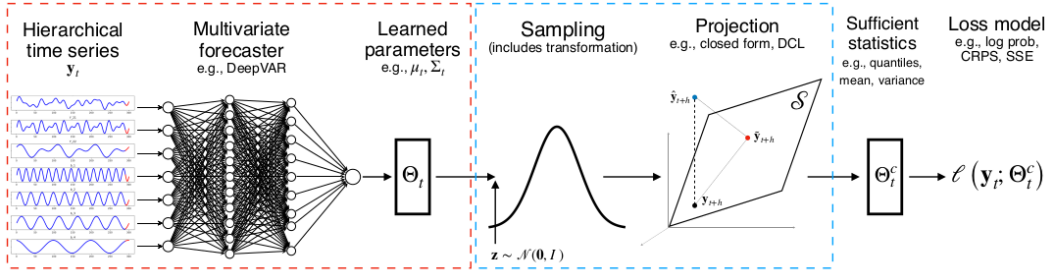 Hierarchical
time series
y_t
Multivariate
forecaster
e.g., DeepVAR
Learned
parameters
e.g., μ_t, Σ_t
Θ_t
Sampling
(includes transformation)
z ~ 𝒩(0, I)
Projection
e.g., closed form, DCL
ŷ_{t+h}
𝒮
ỹ_{t+h}
y_{t+h}
Sufficient
statistics
e.g., quantiles,
mean, variance
Θ_t^c
Loss model
e.g., log prob,
CRPS, SSE
ℓ (y_t; Θ_t^c)